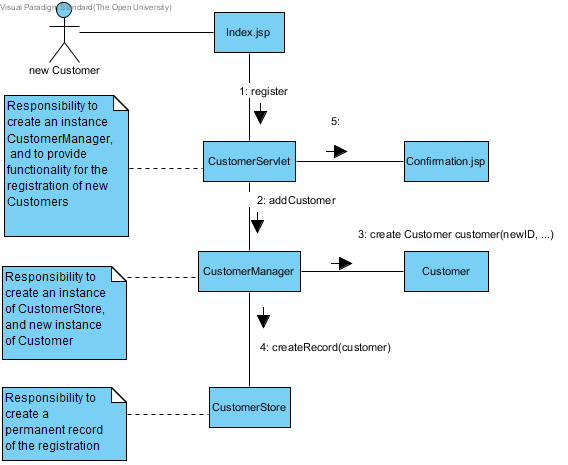 Visual Paradigm Standard(The Open University)
Index.jsp
new Customer
1: register
Responsibility to
create an instance
CustomerManager,
and to provide
functionality for the
registration of new
Customers
5:
CustomerServlet
Confirmation.jsp
2: addCustomer
3: create Customer customer(newID, ...)
Responsibility to
create an instance
of CustomerStore,
and new instance
of Customer
CustomerManager
Customer
4: createRecord(customer)
Responsibility to
create a
permanent record
of the registration
CustomerStore